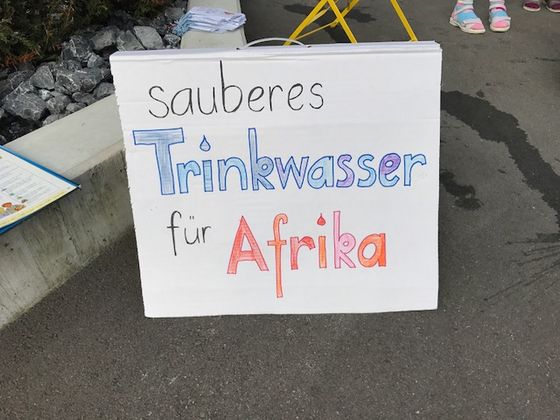 sauberes
Trinkwasser
für Afrika